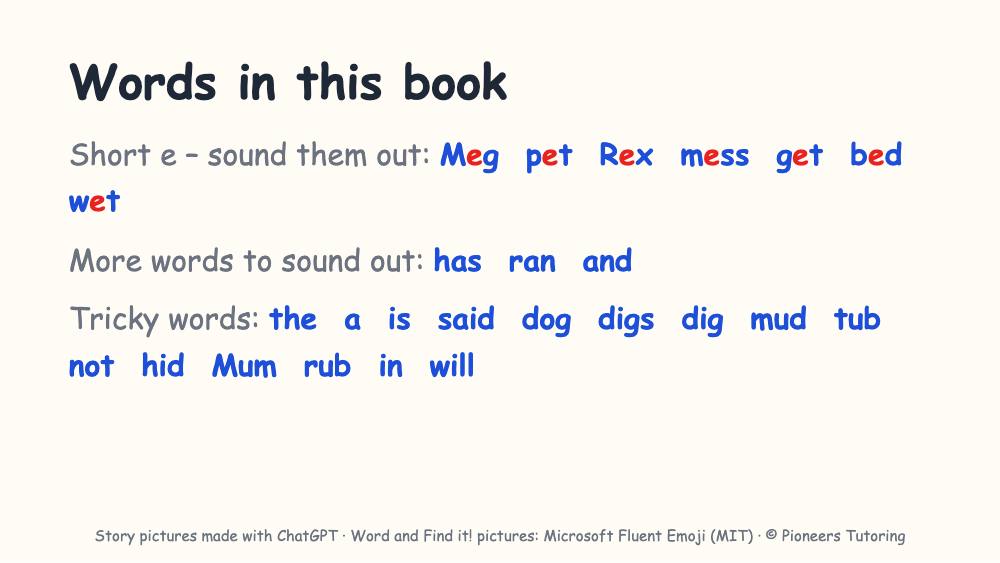 Words in this book
Short e – sound them out: Meg pet Rex mess get bed
wet
More words to sound out: has ran and
Tricky words: the a is said dog digs dig mud tub
not hid Mum rub in will
Story pictures made with ChatGPT · Word and Find it! pictures: Microsoft Fluent Emoji (MIT) · © Pioneers Tutoring